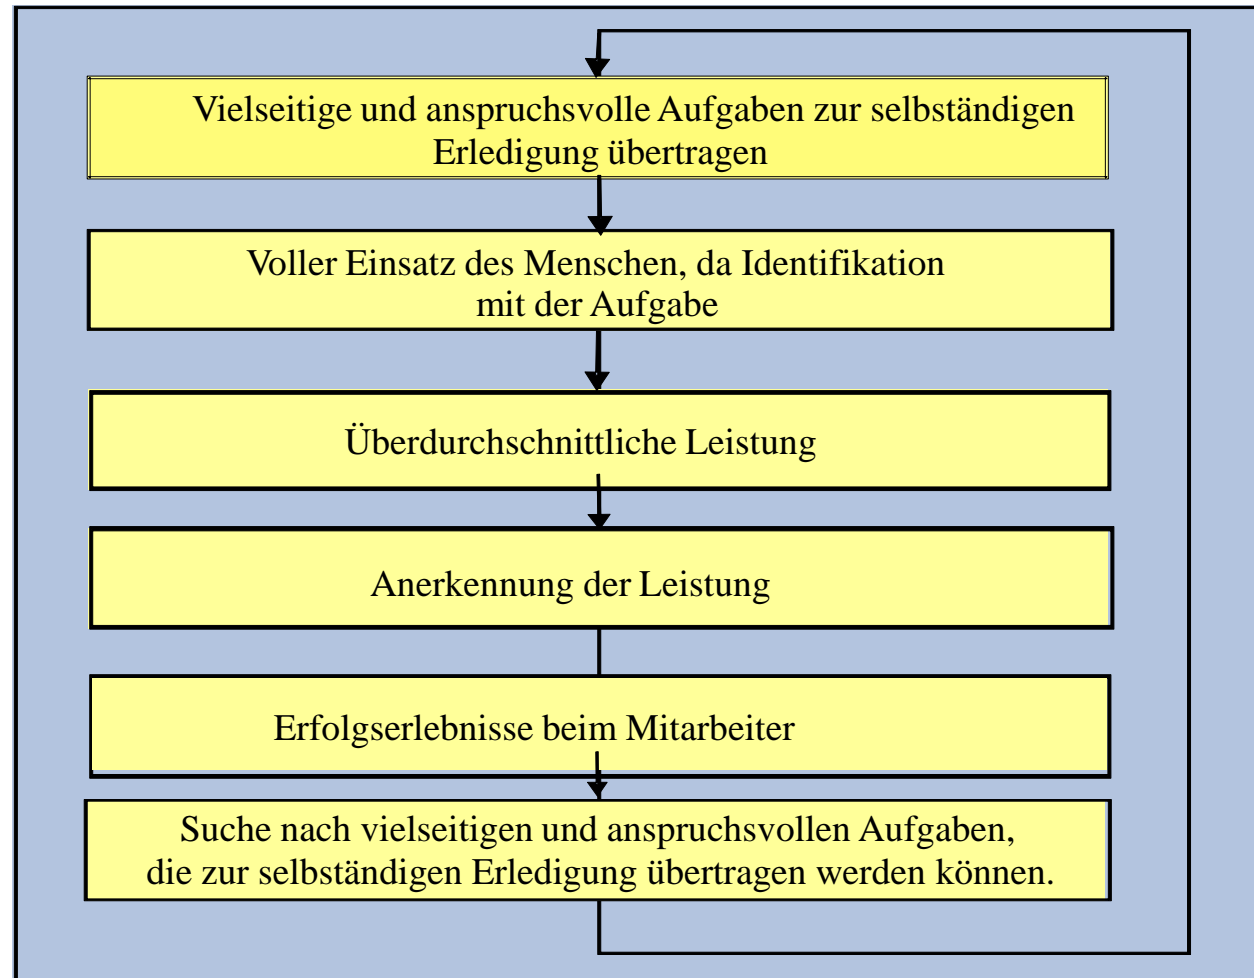 Vielseitige und anspruchsvolle Aufgaben zur selbständigen
Erledigung übertragen
Voller Einsatz des Menschen, da Identifikation
mit der Aufgabe
Überdurchschnittliche Leistung
Anerkennung der Leistung
Erfolgserlebnisse beim Mitarbeiter
Suche nach vielseitigen und anspruchsvollen Aufgaben,
die zur selbständigen Erledigung übertragen werden können.